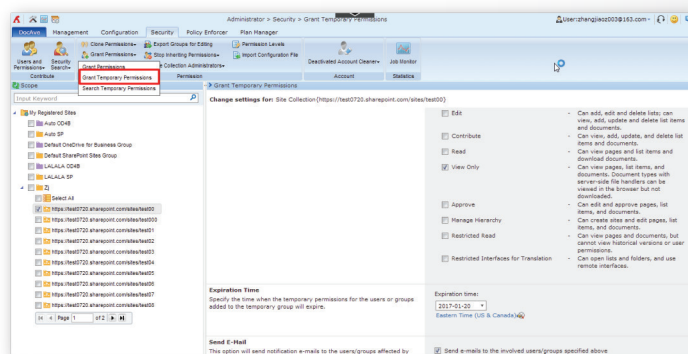 Administrator > Security > Grant Temporary Permissions
User:zhengjiaoz003@163.com
DocAve Management Configuration Security Policy Enforcer Plan Manager
Clone Permissions Export Groups for Editing Permission Levels
Grant Permissions Stop Inheriting Permissions Import Configuration File
Users and Permissions Security Search Collection Administrators Deactivated Account Cleaner Job Monitor
Grant Permissions
Grant Temporary Permissions
Search Temporary Permissions
Contribute Permission Account Statistics
Scope
Grant Temporary Permissions
Input Keyword
Change settings for: Site Collection(https://test0720.sharepoint.com/sites/test00)
My Registered Sites
Auto OD4B
Auto SP
Default OneDrive for Business Group
Default SharePoint Sites Group
LALALA OD4B
LALALA SP
Zj
Select All
https://test0720.sharepoint.com/sites/test00
https://test0720.sharepoint.com/sites/test000
https://test0720.sharepoint.com/sites/test01
https://test0720.sharepoint.com/sites/test02
https://test0720.sharepoint.com/sites/test03
https://test0720.sharepoint.com/sites/test04
https://test0720.sharepoint.com/sites/test05
https://test0720.sharepoint.com/sites/test06
https://test0720.sharepoint.com/sites/test07
https://test0720.sharepoint.com/sites/test08
Page 1 of 2
Edit - Can add, edit and delete lists; can
view, add, update and delete list items
and documents.
Contribute - Can view, add, update, and delete list
items and documents.
Read - Can view pages and list items and
download documents.
View Only - Can view pages, list items, and
documents. Document types with
server-side file handlers can be
viewed in the browser but not
downloaded.
Approve - Can edit and approve pages, list
items, and documents.
Manage Hierarchy - Can create sites and edit pages, list
items, and documents.
Restricted Read - Can view pages and documents, but
cannot view historical versions or user
permissions.
Restricted Interfaces for Translation - Can open lists and folders, and use
remote interfaces.
Expiration Time
Specify the time when the temporary permissions for the users or groups
added to the temporary group will expire.
Expiration time:
2017-01-20
Eastern Time (US & Canada)
Send E-Mail
This option will send notification e-mails to the users/groups affected by
Send e-mails to the involved users/groups specified above